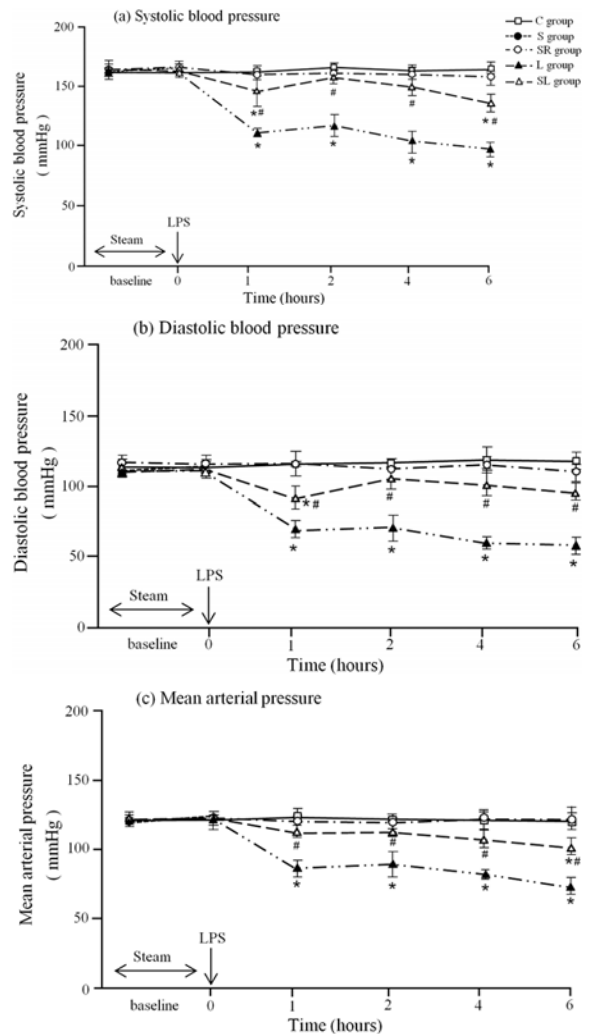 (a) Systolic blood pressure
C group
S group
SR group
L group
SL group
Systolic blood pressure
( mmHg )
200
150
100
50
0
*#
#
#
*#
*
*
*
*
LPS
Steam
baseline
0
1
2
4
6
Time (hours)
(b) Diastolic blood pressure
Diastolic blood pressure
( mmHg )
200
150
100
50
0
*#
#
#
#
*
*
*
*
LPS
Steam
baseline
0
1
2
4
6
Time (hours)
(c) Mean arterial pressure
Mean arterial pressure
( mmHg )
200
150
100
50
0
#
#
#
*#
*
*
*
*
LPS
Steam
baseline
0
1
2
4
6
Time (hours)